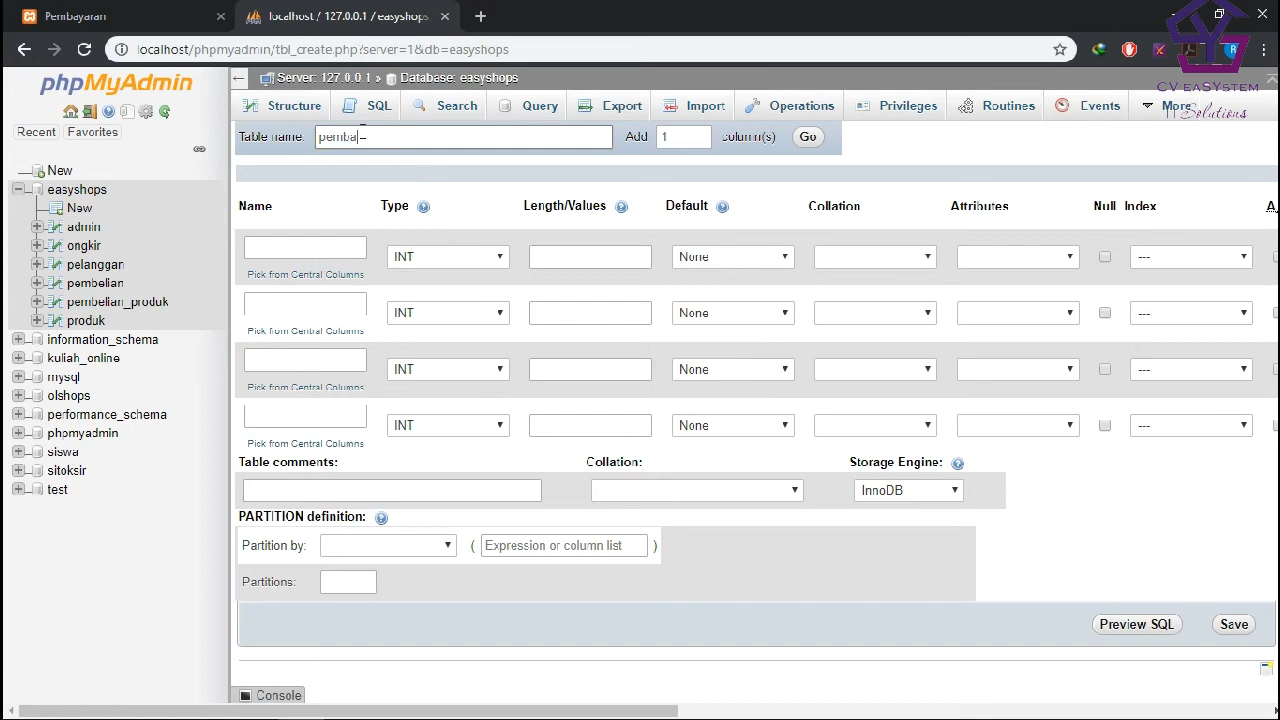 Pembayaran
localhost / 127.0.0.1 / easyshops
localhost/phpmyadmin/tbl_create.php?server=1&db=easyshops
phpMyAdmin
Recent Favorites
New
easyshops
New
admin
ongkir
pelanggan
pembelian
pembelian_produk
produk
information_schema
kuliah_online
mysql
olshops
performance_schema
phpmyadmin
siswa
sitoksir
test
Server: 127.0.0.1 » Database: easyshops
Structure SQL Search Query Export Import Operations Privileges Routines Events More
CV EASYSTEM
IT Solutions
Table name: pemba Add 1 column(s) Go
Name Type Length/Values Default Collation Attributes Null Index A
INT None ---
Pick from Central Columns
INT None ---
Pick from Central Columns
INT None ---
Pick from Central Columns
INT None ---
Pick from Central Columns
Table comments: Collation: Storage Engine:
InnoDB
PARTITION definition:
Partition by: ( Expression or column list )
Partitions:
Preview SQL Save
Console